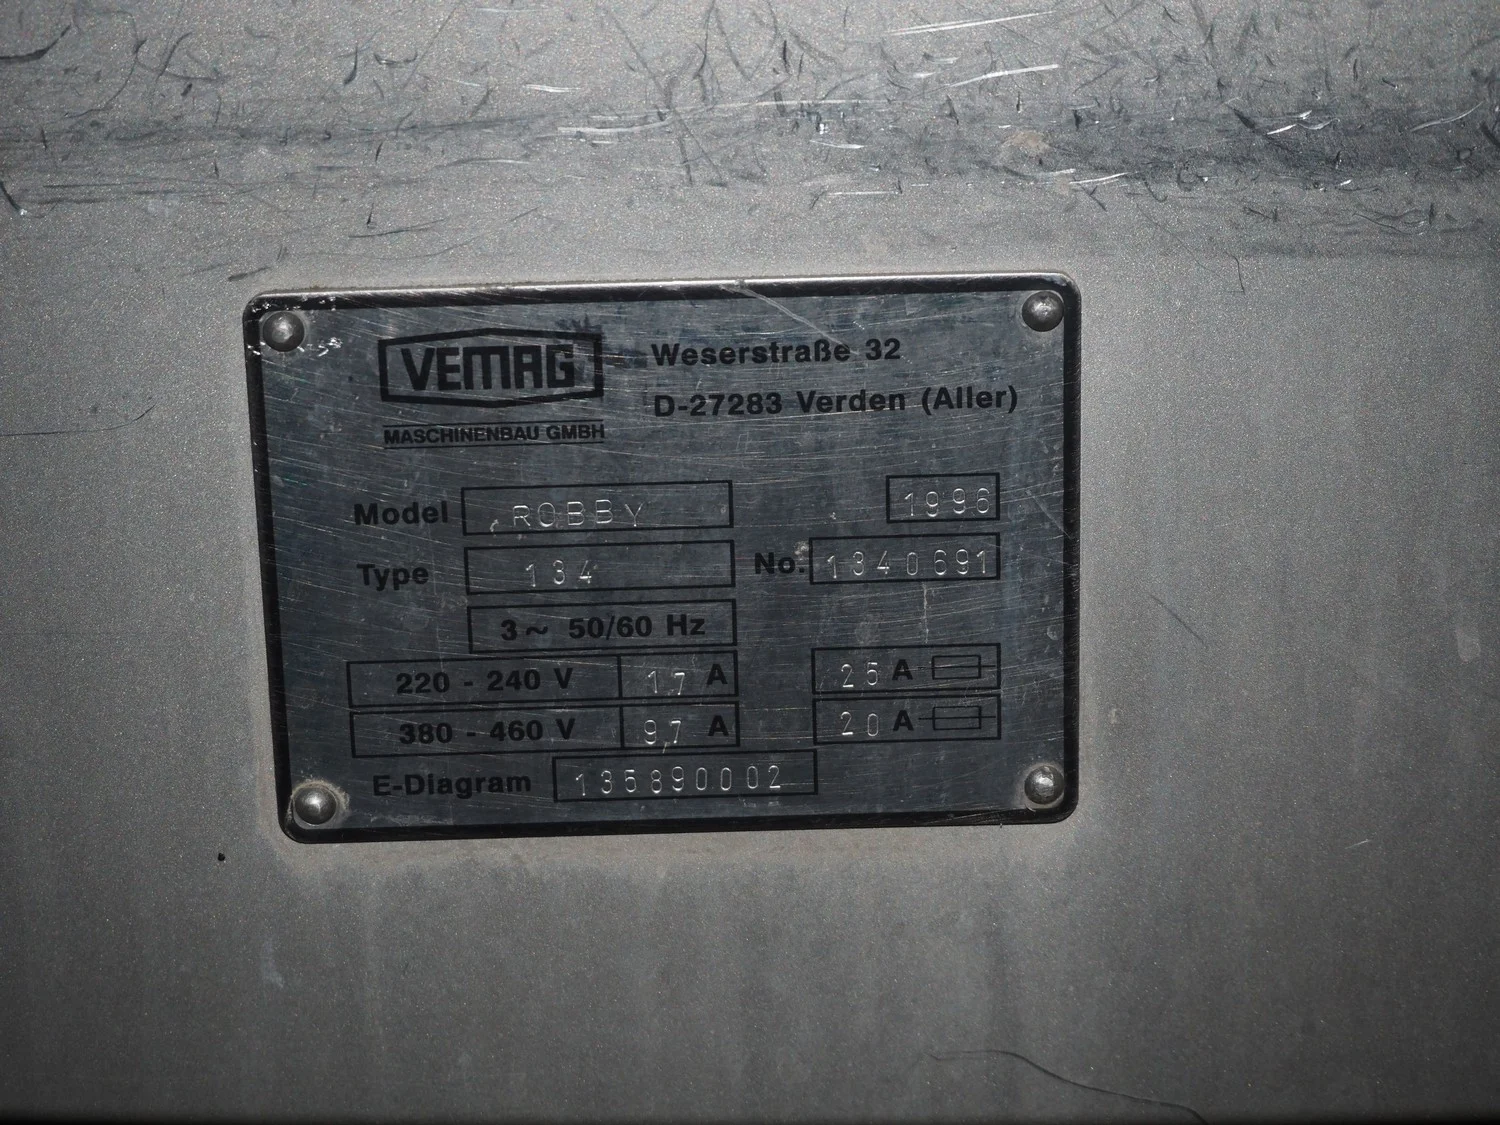 VEMAG
MASCHINENBAU GMBH
Weserstraße 32
D-27283 Verden (Aller)
Model ROBBY 1996
Type 134 No. 1340691
3~ 50/60 Hz
220 - 240 V 17 A 25 A
380 - 460 V 9,7 A 20 A
E-Diagram 135890002